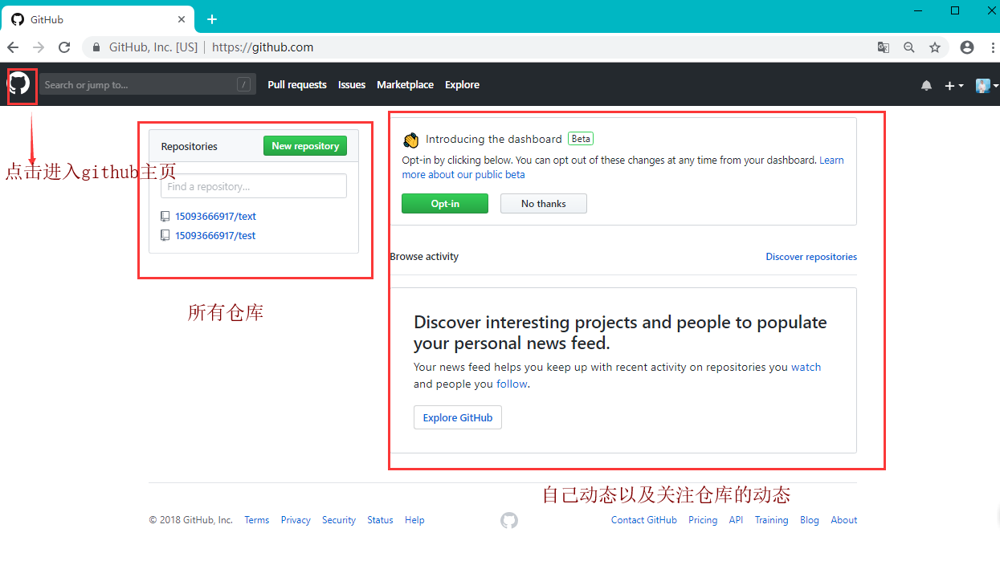 GitHub
GitHub, Inc. [US] | https://github.com
Search or jump to...
/
Pull requests
Issues
Marketplace
Explore
点击进入github主页
Repositories
New repository
Find a repository...
15093666917/text
15093666917/test
所有仓库
Introducing the dashboard Beta
Opt-in by clicking below. You can opt out of these changes at any time from your dashboard. Learn
more about our public beta
Opt-in
No thanks
Browse activity
Discover repositories
Discover interesting projects and people to populate
your personal news feed.
Your news feed helps you keep up with recent activity on repositories you watch
and people you follow.
Explore GitHub
自己动态以及关注仓库的动态
© 2018 GitHub, Inc.
Terms
Privacy
Security
Status
Help
Contact GitHub
Pricing
API
Training
Blog
About